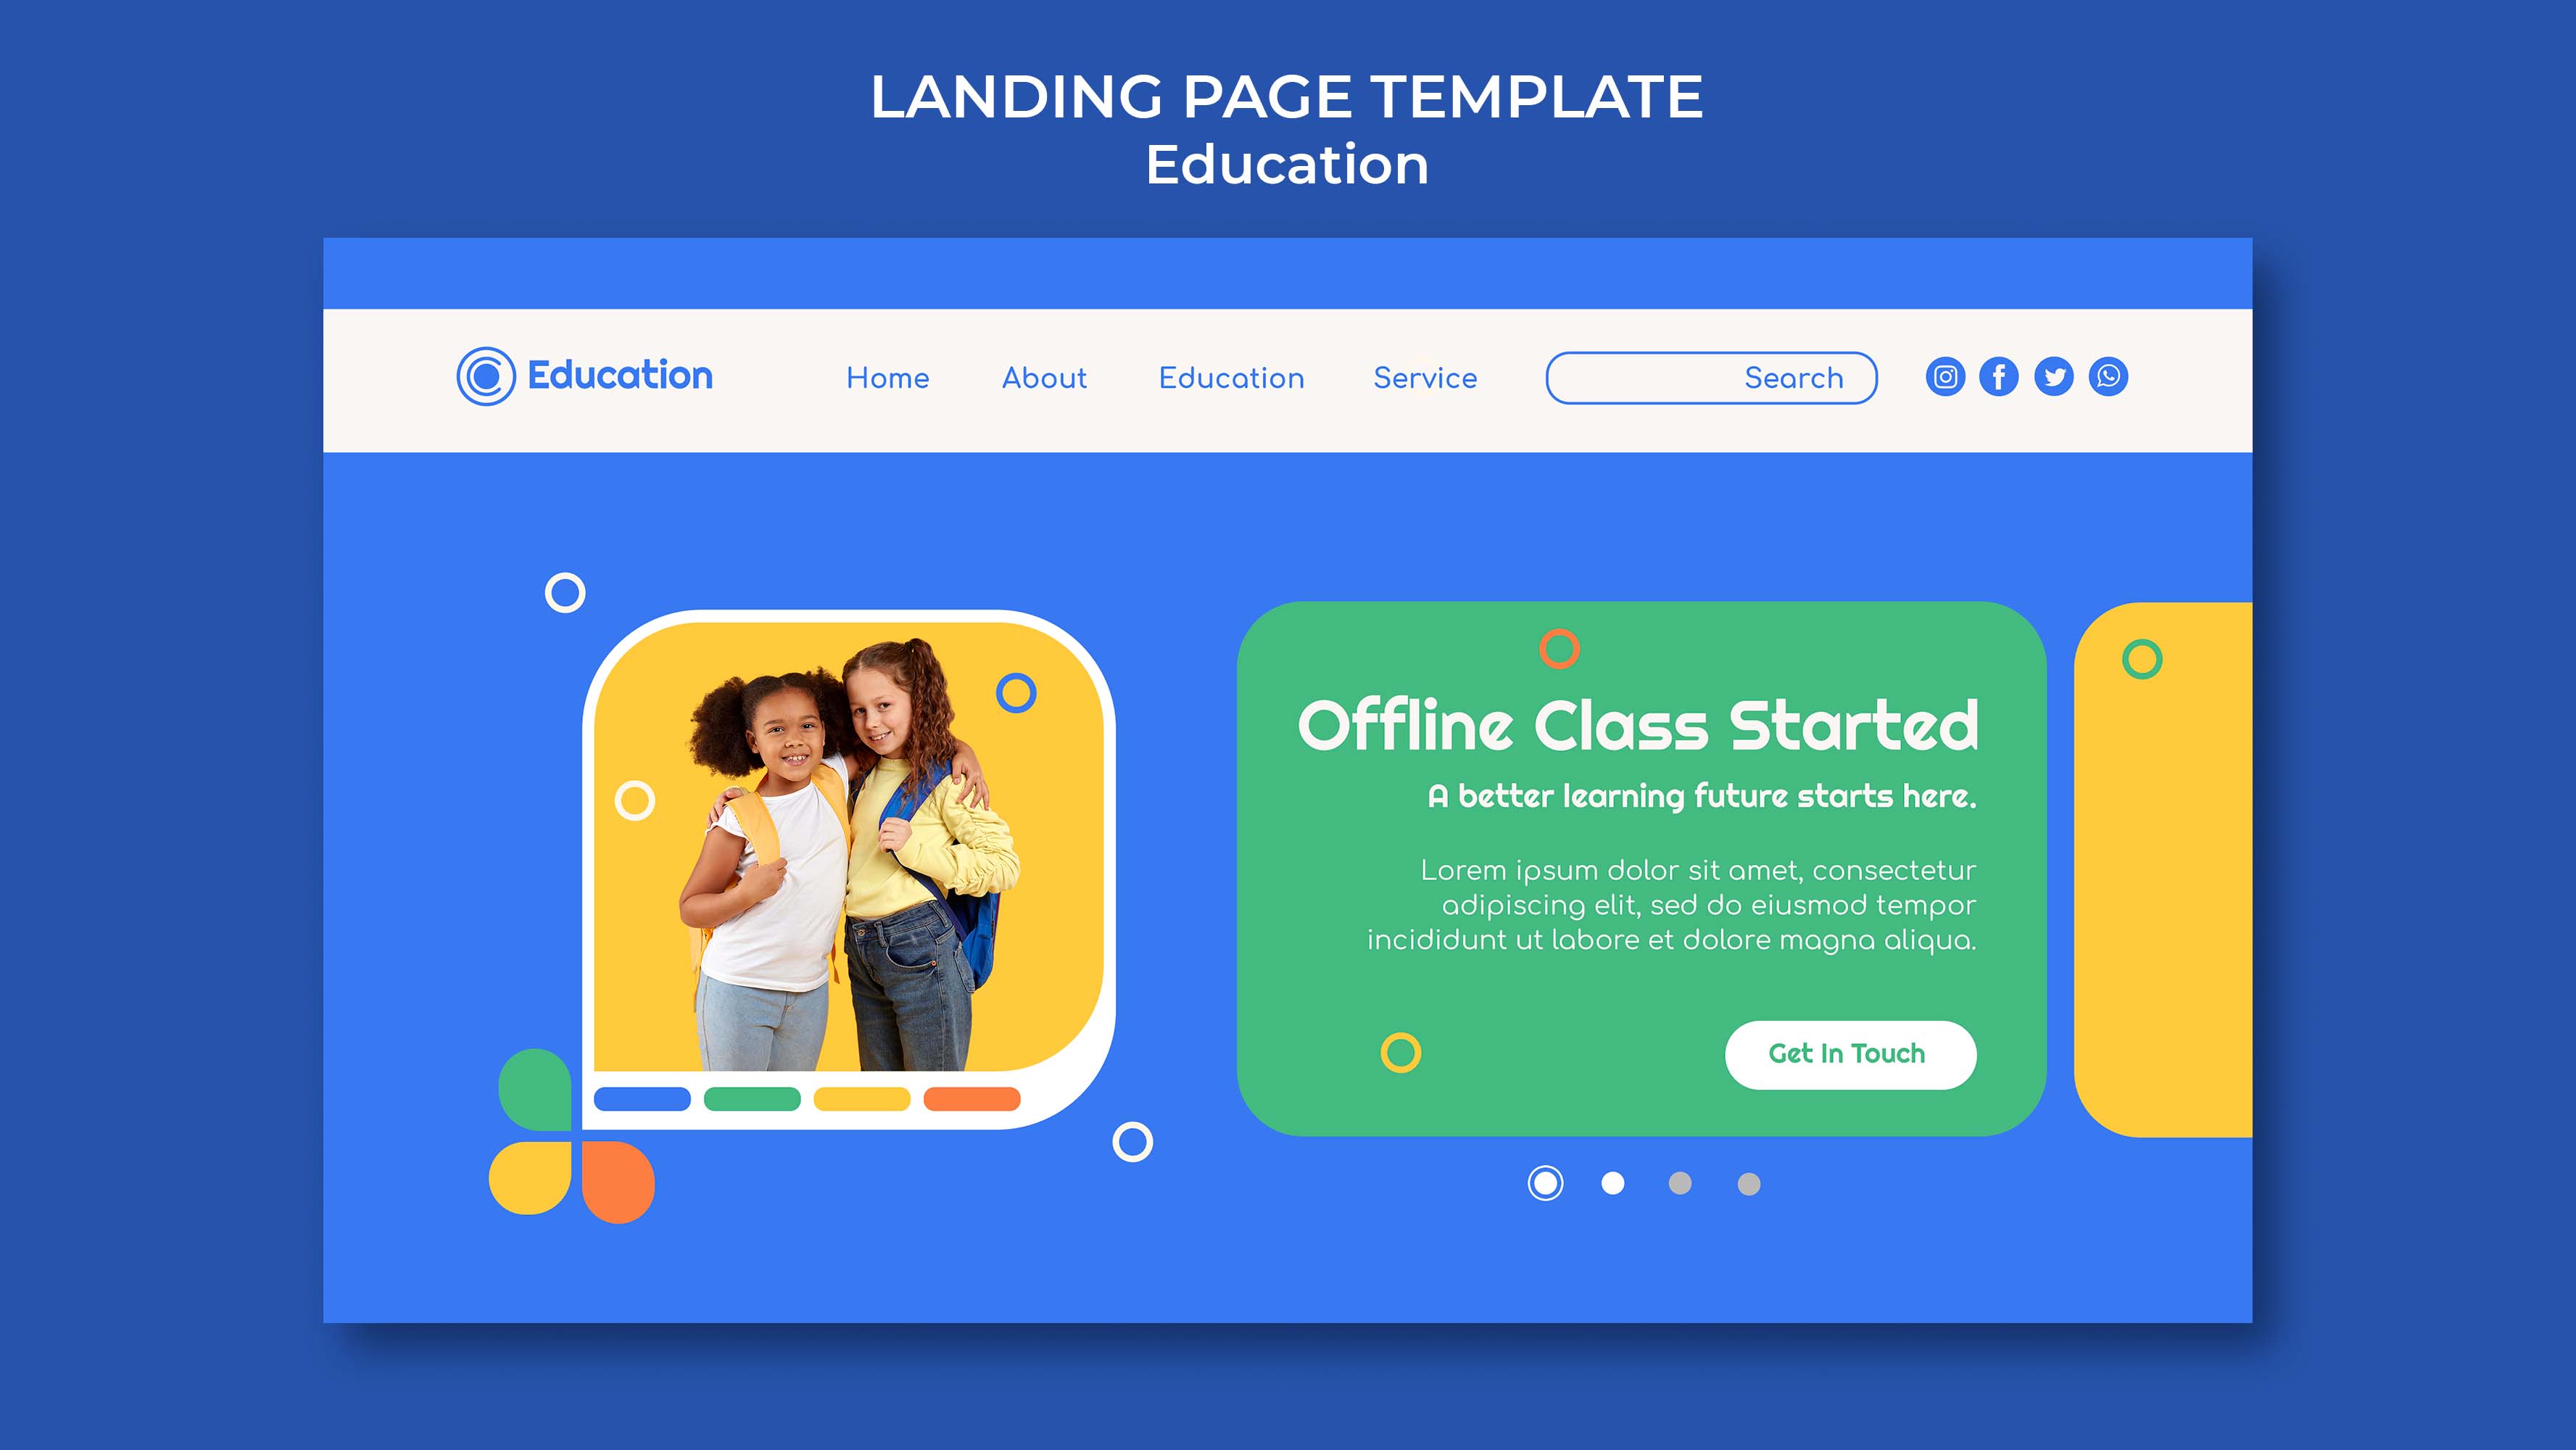 LANDING PAGE TEMPLATE
Education
Education
Home
About
Education
Service
Search
Offline Class Started
A better learning future starts here.
Lorem ipsum dolor sit amet, consectetur
adipiscing elit, sed do eiusmod tempor
incididunt ut labore et dolore magna aliqua.
Get In Touch